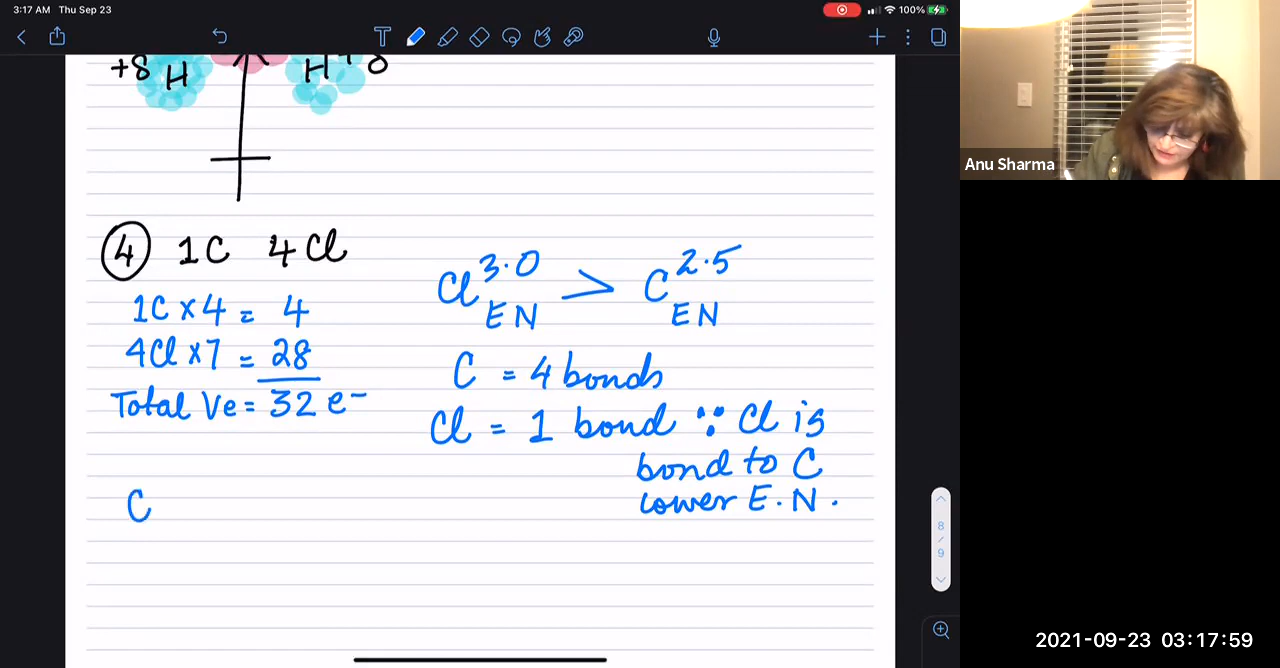 3:17 AM Thu Sep 23
100%
+δ H H +δ
4 1C 4Cl
1C x 4 = 4
4Cl x 7 = 28
Total Ve = 32 e-
C
Cl 3.0 EN > C 2.5 EN
C = 4 bonds
Cl = 1 bond ∵ Cl is
bond to C
lower E.N.
8 / 9
Anu Sharma
2021-09-23 03:17:59